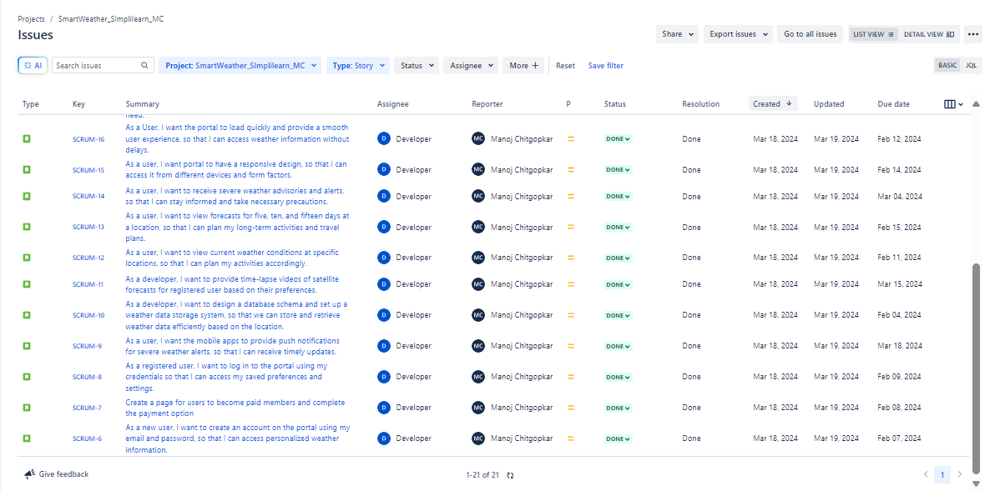 Projects / SmartWeather_Simplilearn_MC
Issues
Share
Export issues
Go to all issues
LIST VIEW
DETAIL VIEW
AI
Search issues
Project: SmartWeather_Simplilearn_MC
Type: Story
Status
Assignee
More +
Reset
Save filter
BASIC
JQL
Type Key Summary Assignee Reporter P Status Resolution Created Updated Due date
need.
As a User, I want the portal to load quickly and provide a smooth
SCRUM-16 user experience, so that I can access weather information without D Developer MC Manoj Chitgopkar DONE Done Mar 18, 2024 Mar 19, 2024 Feb 12, 2024
delays.
As a user, I want portal to have a responsive design, so that I can
SCRUM-15 D Developer MC Manoj Chitgopkar DONE Done Mar 18, 2024 Mar 19, 2024 Feb 14, 2024
access it from different devices and form factors.
As a user, I want to receive severe weather advisories and alerts,
SCRUM-14 D Developer MC Manoj Chitgopkar DONE Done Mar 18, 2024 Mar 19, 2024 Mar 04, 2024
so that I can stay informed and take necessary precautions.
As a user, I want to view forecasts for five, ten, and fifteen days at
SCRUM-13 a location, so that I can plan my long-term activities and travel D Developer MC Manoj Chitgopkar DONE Done Mar 18, 2024 Mar 19, 2024 Feb 15, 2024
plans.
As a user, I want to view current weather conditions at specific
SCRUM-12 D Developer MC Manoj Chitgopkar DONE Done Mar 18, 2024 Mar 19, 2024 Feb 11, 2024
locations, so that I can plan my activities accordingly.
As a developer, I want to provide time-lapse videos of satellite
SCRUM-11 D Developer MC Manoj Chitgopkar DONE Done Mar 18, 2024 Mar 19, 2024 Mar 15, 2024
forecasts for registered user based on their preferences.
As a developer, I want to design a database schema and set up a
SCRUM-10 weather data storage system, so that we can store and retrieve D Developer MC Manoj Chitgopkar DONE Done Mar 18, 2024 Mar 19, 2024 Feb 04, 2024
weather data efficiently based on the location.
As a user, I want the mobile apps to provide push notifications
SCRUM-9 D Developer MC Manoj Chitgopkar DONE Done Mar 18, 2024 Mar 19, 2024 Mar 18, 2024
for severe weather alerts, so that I can receive timely updates.
As a registered user, I want to log in to the portal using my
SCRUM-8 credentials so that I can access my saved preferences and D Developer MC Manoj Chitgopkar DONE Done Mar 18, 2024 Mar 19, 2024 Feb 09, 2024
settings.
Create a page for users to become paid members and complete
SCRUM-7 D Developer MC Manoj Chitgopkar DONE Done Mar 18, 2024 Mar 19, 2024 Feb 08, 2024
the payment option
As a new user, I want to create an account on the portal using my
SCRUM-6 email and password, so that I can access personalized weather D Developer MC Manoj Chitgopkar DONE Done Mar 18, 2024 Mar 19, 2024 Feb 07, 2024
information.
Give feedback
1-21 of 21
1